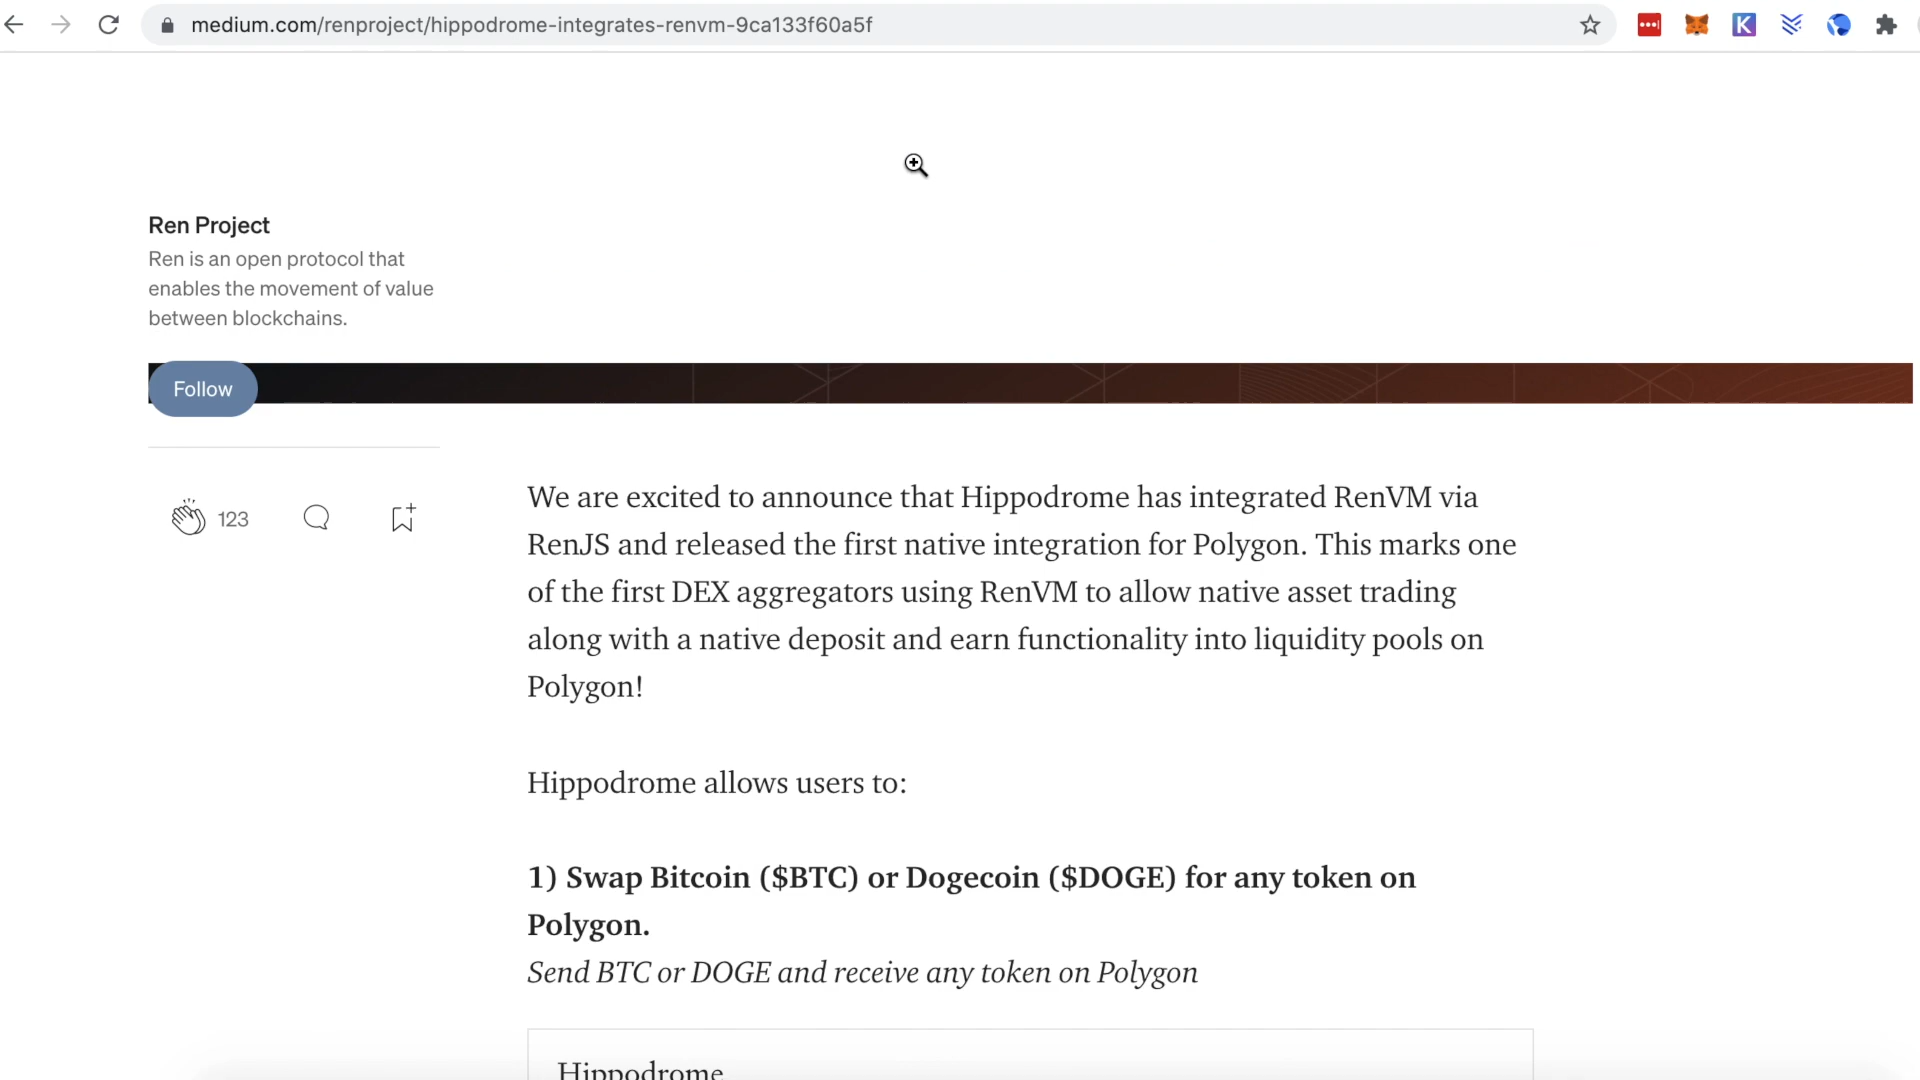 medium.com/renproject/hippodrome-integrates-renvm-9ca133f60a5f
K
Ren Project
Ren is an open protocol that
enables the movement of value
between blockchains.
Follow
123
We are excited to announce that Hippodrome has integrated RenVM via
RenJS and released the first native integration for Polygon. This marks one
of the first DEX aggregators using RenVM to allow native asset trading
along with a native deposit and earn functionality into liquidity pools on
Polygon!
Hippodrome allows users to:
1) Swap Bitcoin ($BTC) or Dogecoin ($DOGE) for any token on
Polygon.
Send BTC or DOGE and receive any token on Polygon
Hippodrome